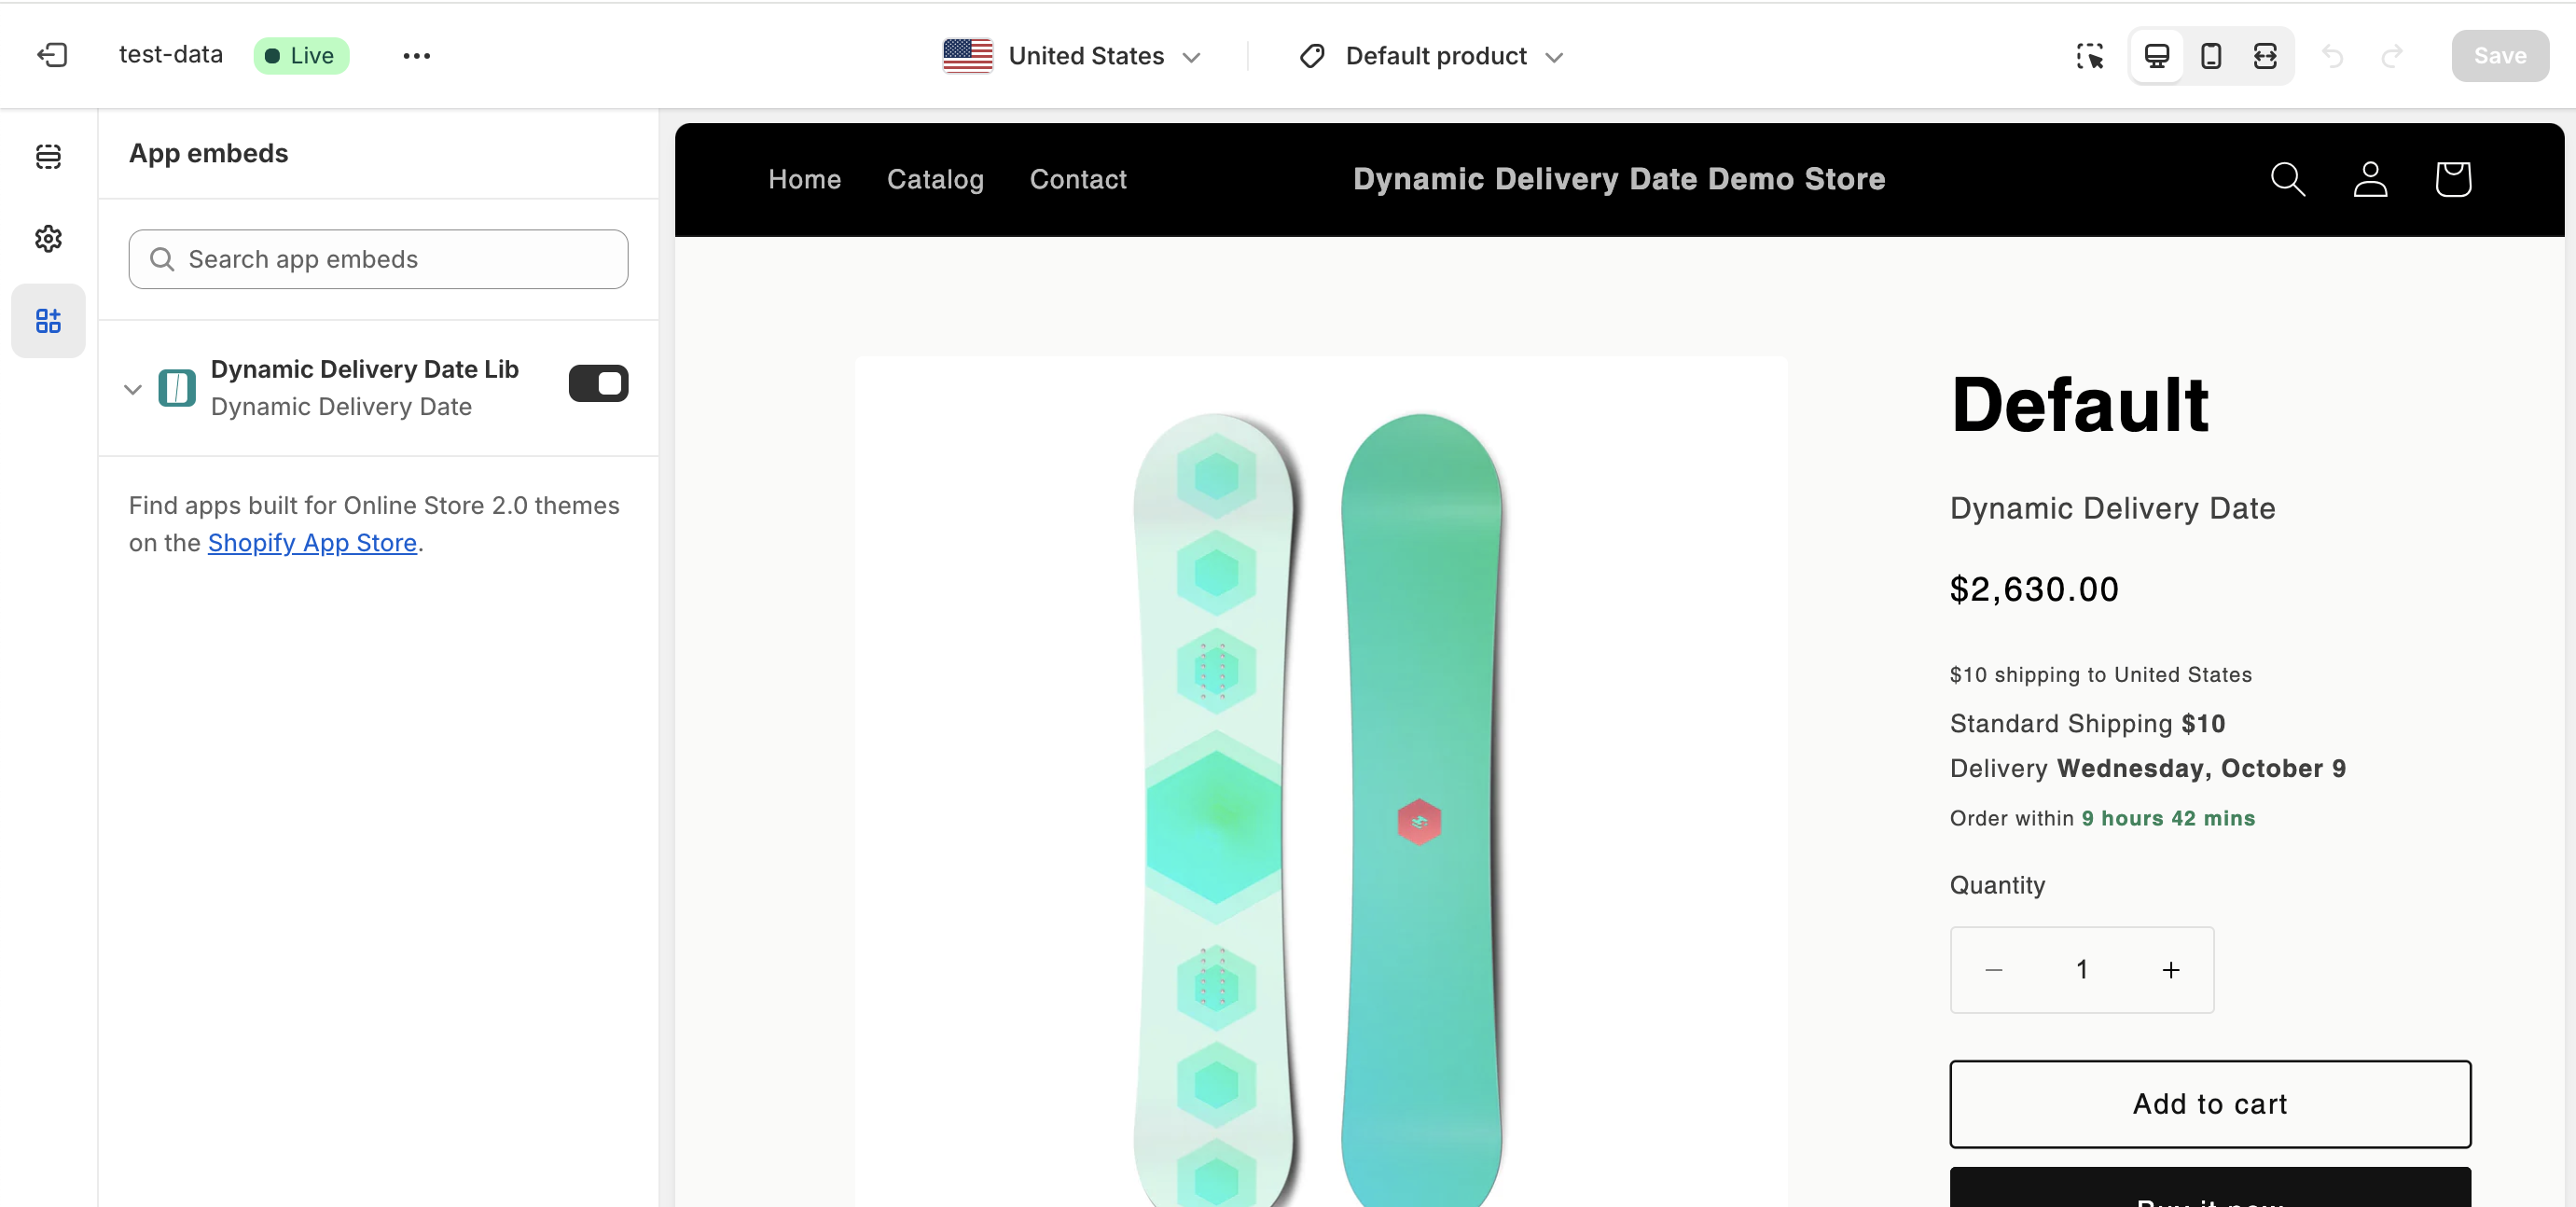 test-data
Live
United States
Default product
Save
App embeds
Search app embeds
Dynamic Delivery Date Lib
Dynamic Delivery Date
Find apps built for Online Store 2.0 themes
on the Shopify App Store.
Home
Catalog
Contact
Dynamic Delivery Date Demo Store
Default
Dynamic Delivery Date
$2,630.00
$10 shipping to United States
Standard Shipping $10
Delivery Wednesday, October 9
Order within 9 hours 42 mins
Quantity
1
Add to cart
Buy it now